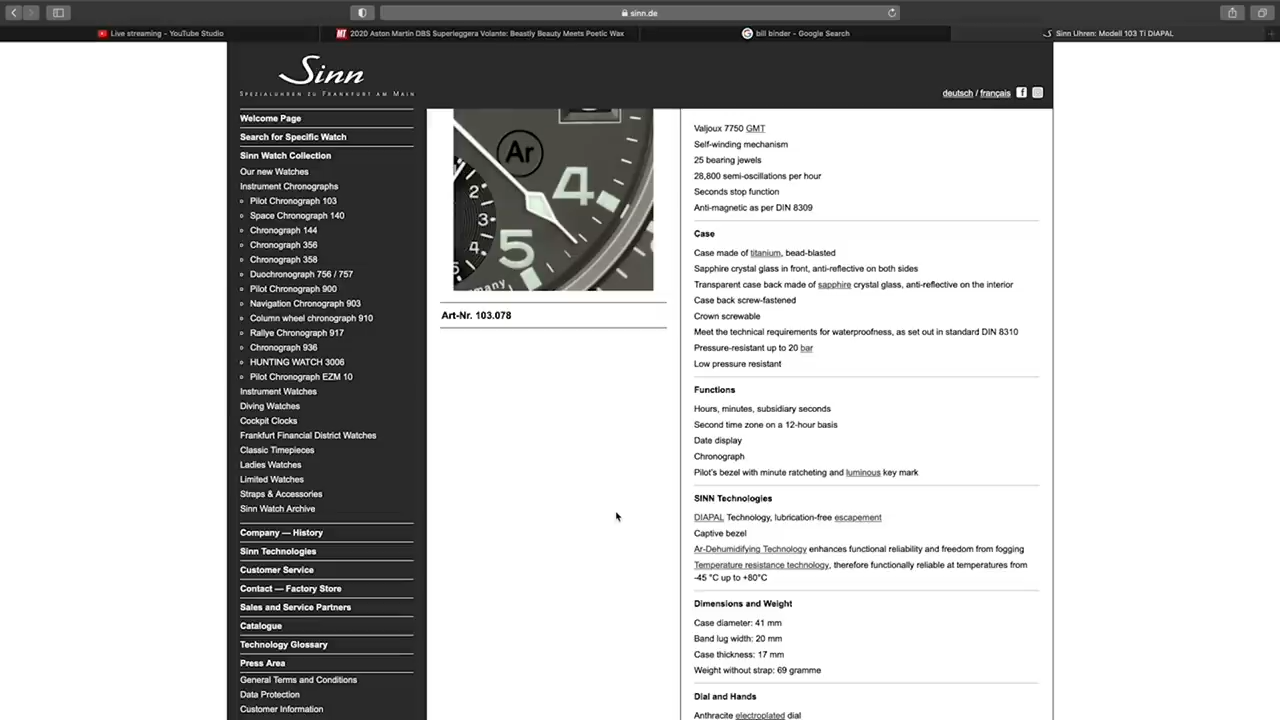 sinn.de
Live streaming - YouTube Studio
MT 2020 Aston Martin DBS Superleggera Volante: Beastly Beauty Meets Poetic Wax
G bill binder - Google Search
Sinn Uhren: Modell 103 Ti DIAPAL
Sinn
SPEZIALUHREN ZU FRANKFURT AM MAIN
deutsch / français
Welcome Page
Search for Specific Watch
Sinn Watch Collection
Our new Watches
Instrument Chronographs
Pilot Chronograph 103
Space Chronograph 140
Chronograph 144
Chronograph 356
Chronograph 358
Duochronograph 756 / 757
Pilot Chronograph 900
Navigation Chronograph 903
Column wheel chronograph 910
Rallye Chronograph 917
Chronograph 936
HUNTING WATCH 3006
Pilot Chronograph EZM 10
Instrument Watches
Diving Watches
Cockpit Clocks
Frankfurt Financial District Watches
Classic Timepieces
Ladies Watches
Limited Watches
Straps & Accessories
Sinn Watch Archive
Company — History
Sinn Technologies
Customer Service
Contact — Factory Store
Sales and Service Partners
Catalogue
Technology Glossary
Press Area
General Terms and Conditions
Data Protection
Customer Information
Ar
4
2
3
4
5
5
many
Art-Nr. 103.078
Valjoux 7750 GMT
Self-winding mechanism
25 bearing jewels
28,800 semi-oscillations per hour
Seconds stop function
Anti-magnetic as per DIN 8309
Case
Case made of titanium, bead-blasted
Sapphire crystal glass in front, anti-reflective on both sides
Transparent case back made of sapphire crystal glass, anti-reflective on the interior
Case back screw-fastened
Crown screwable
Meet the technical requirements for waterproofness, as set out in standard DIN 8310
Pressure-resistant up to 20 bar
Low pressure resistant
Functions
Hours, minutes, subsidiary seconds
Second time zone on a 12-hour basis
Date display
Chronograph
Pilot's bezel with minute ratcheting and luminous key mark
SINN Technologies
DIAPAL Technology, lubrication-free escapement
Captive bezel
Ar-Dehumidifying Technology enhances functional reliability and freedom from fogging
Temperature resistance technology, therefore functionally reliable at temperatures from
-45 °C up to +80°C
Dimensions and Weight
Case diameter: 41 mm
Band lug width: 20 mm
Case thickness: 17 mm
Weight without strap: 69 gramme
Dial and Hands
Anthracite electroplated dial